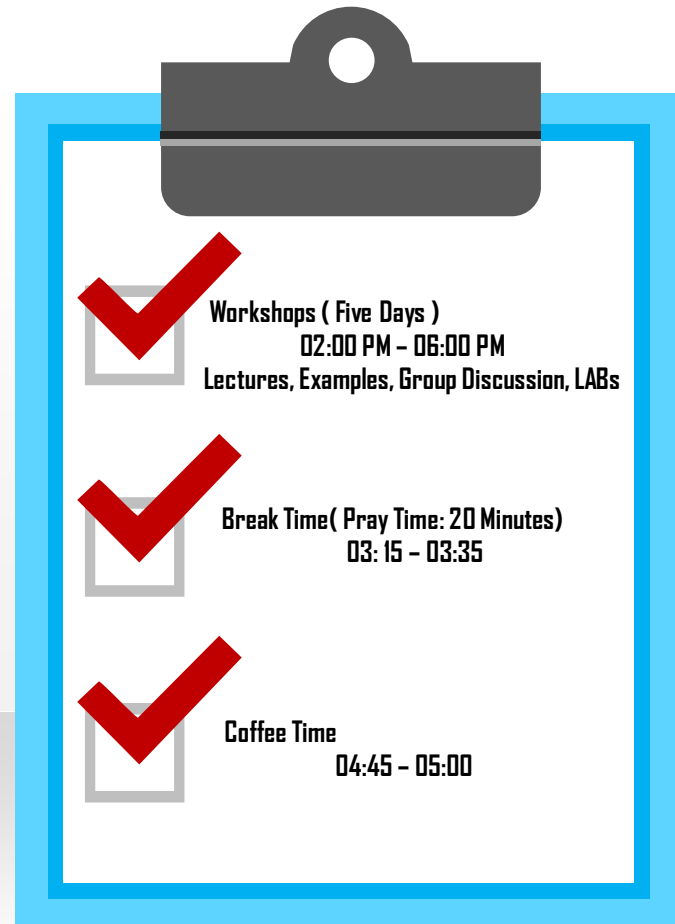 Workshops ( Five Days )
02:00 PM – 06:00 PM
Lectures, Examples, Group Discussion, LABs
Break Time( Pray Time: 20 Minutes)
03: 15 – 03:35
Coffee Time
04:45 – 05:00